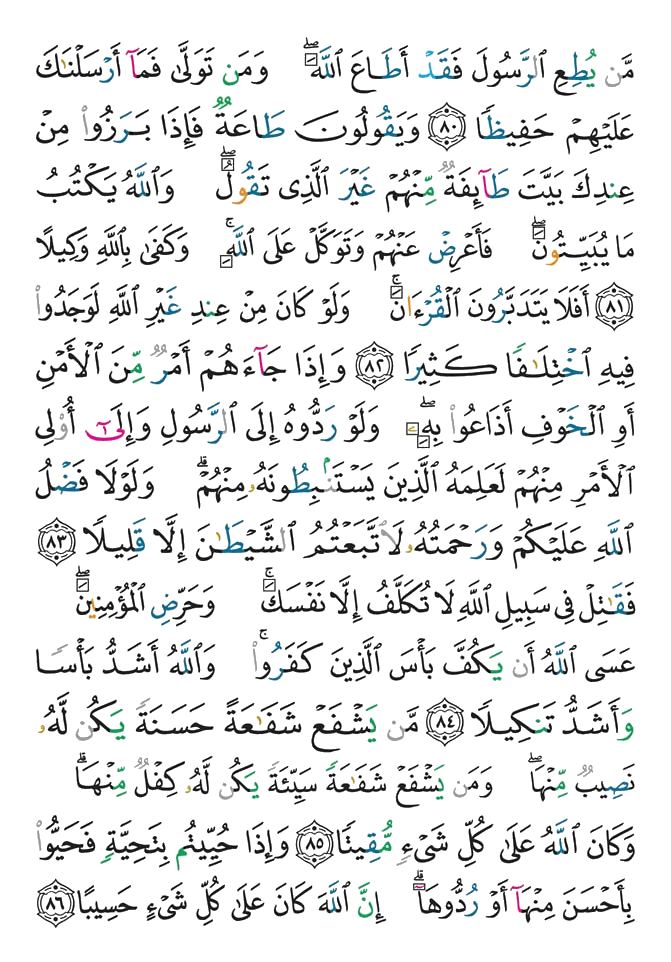 مَّن يُطِعِ ٱلرَّسُولَ فَقَدۡ أَطَاعَ ٱللَّهَۖ وَمَن تَوَلَّىٰ فَمَآ أَرۡسَلۡنَٰكَ
عَلَيۡهِمۡ حَفِيظٗا ٨٠ وَيَقُولُونَ طَاعَةٞ فَإِذَا بَرَزُواْ مِنۡ
عِندِكَ بَيَّتَ طَآئِفَةٞ مِّنۡهُمۡ غَيۡرَ ٱلَّذِي تَقُولُۖ وَٱللَّهُ يَكۡتُبُ
مَا يُبَيِّتُونَۖ فَأَعۡرِضۡ عَنۡهُمۡ وَتَوَكَّلۡ عَلَى ٱللَّهِۚ وَكَفَىٰ بِٱللَّهِ وَكِيلًا
٨١ أَفَلَا يَتَدَبَّرُونَ ٱلۡقُرۡءَانَۚ وَلَوۡ كَانَ مِنۡ عِندِ غَيۡرِ ٱللَّهِ لَوَجَدُواْ
فِيهِ ٱخۡتِلَٰفٗا كَثِيرٗا ٨٢ وَإِذَا جَآءَهُمۡ أَمۡرٞ مِّنَ ٱلۡأَمۡنِ
أَوِ ٱلۡخَوۡفِ أَذَاعُواْ بِهِۦۖ وَلَوۡ رَدُّوهُ إِلَى ٱلرَّسُولِ وَإِلَىٰٓ أُوْلِي
ٱلۡأَمۡرِ مِنۡهُمۡ لَعَلِمَهُ ٱلَّذِينَ يَسۡتَنۢبِطُونَهُۥ مِنۡهُمۡۗ وَلَوۡلَا فَضۡلُ
ٱللَّهِ عَلَيۡكُمۡ وَرَحۡمَتُهُۥ لَٱتَّبَعۡتُمُ ٱلشَّيۡطَٰنَ إِلَّا قَلِيلٗا ٨٣
فَقَٰتِلۡ فِي سَبِيلِ ٱللَّهِ لَا تُكَلَّفُ إِلَّا نَفۡسَكَۚ وَحَرِّضِ ٱلۡمُؤۡمِنِينَۖ
عَسَى ٱللَّهُ أَن يَكُفَّ بَأۡسَ ٱلَّذِينَ كَفَرُواْۚ وَٱللَّهُ أَشَدُّ بَأۡسٗا
وَأَشَدُّ تَنكِيلٗا ٨٤ مَّن يَشۡفَعۡ شَفَٰعَةً حَسَنَةٗ يَكُن لَّهُۥ
نَصِيبٞ مِّنۡهَاۖ وَمَن يَشۡفَعۡ شَفَٰعَةٗ سَيِّئَةٗ يَكُن لَّهُۥ كِفۡلٞ مِّنۡهَاۗ
وَكَانَ ٱللَّهُ عَلَىٰ كُلِّ شَيۡءٖ مُّقِيتٗا ٨٥ وَإِذَا حُيِّيتُم بِتَحِيَّةٖ فَحَيُّواْ
بِأَحۡسَنَ مِنۡهَآ أَوۡ رُدُّوهَآۗ إِنَّ ٱللَّهَ كَانَ عَلَىٰ كُلِّ شَيۡءٍ حَسِيبًا ٨٦